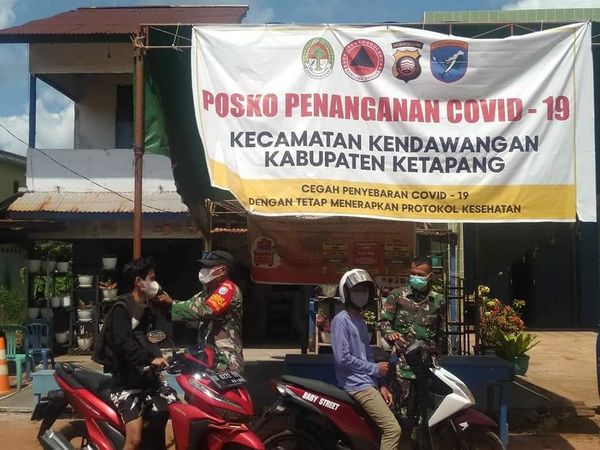 POSKO PENANGANAN COVID - 19
KECAMATAN KENDAWANGAN
KABUPATEN KETAPANG
CEGAH PENYEBARAN COVID - 19
DENGAN TETAP MENERAPKAN PROTOKOL KESEHATAN
BABY STREET